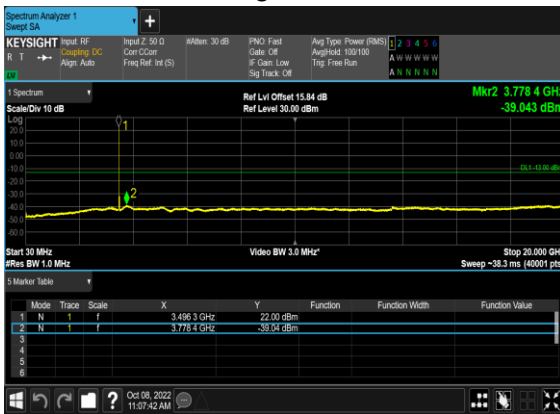 Spectrum Analyzer 1
Swept SA
+
KEYSIGHT Input: RF Input Z: 50 Ω #Atten: 30 dB PNO: Fast Avg Type: Power (RMS) 1 2 3 4 5 6
R T Coupling: DC Corr CCorr Gate: Off Avg|Hold: 100/100 A W W W W W
Align: Auto Freq Ref: Int (S) IF Gain: Low Trig: Free Run
Sig Track: Off A N N N N N
1 Spectrum Ref Lvl Offset 15.84 dB Mkr2 3.778 4 GHz
Scale/Div 10 dB Ref Level 30.00 dBm -39.043 dBm
Log
20.0
10.0
0.00
-10.0
-20.0
-30.0
-40.0
-50.0
-60.0
1
2
DL1 -13.00 dBm
Start 30 MHz Video BW 3.0 MHz* Stop 20.000 GHz
#Res BW 1.0 MHz Sweep ~38.3 ms (40001 pts)
5 Marker Table
Mode Trace Scale X Y Function Function Width Function Value
1 N 1 f 3.496 3 GHz 22.00 dBm
2 N 1 f 3.778 4 GHz -39.04 dBm
3
4
5
6
? Oct 08, 2022
11:07:42 AM